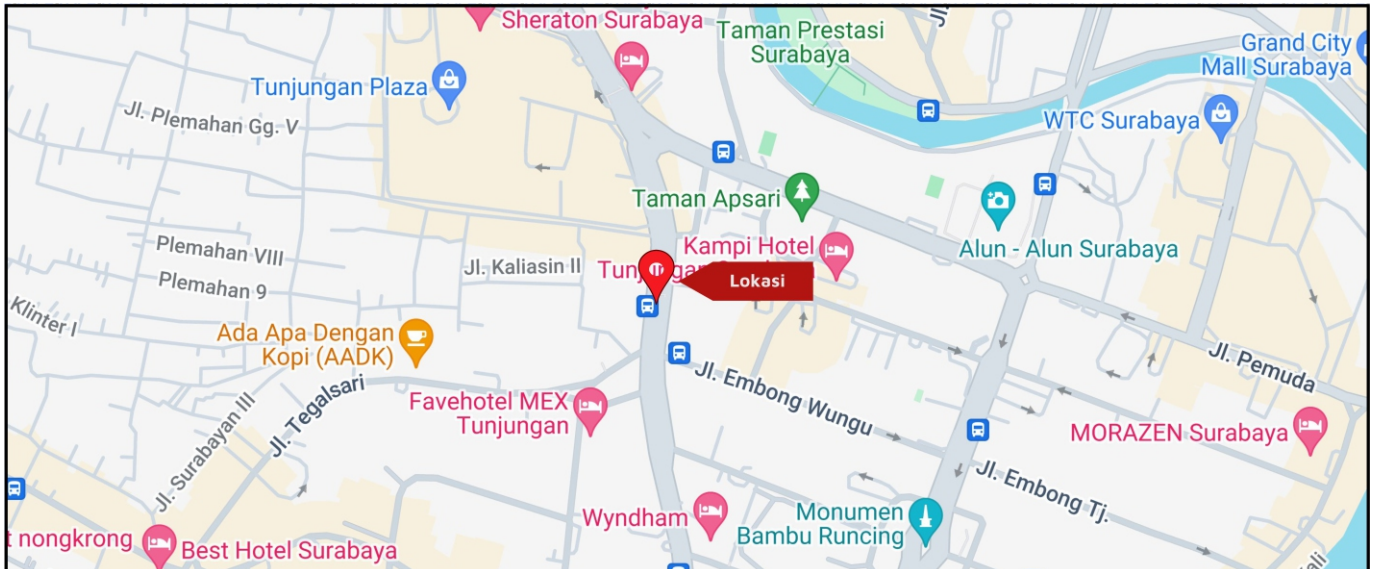 Sheraton Surabaya
Taman Prestasi
Surabaya
Grand City
Mall Surabaya
Tunjungan Plaza
Jl. Plemahan Gg. V
WTC Surabaya
Taman Apsari
Kampi Hotel
Alun - Alun Surabaya
Plemahan VIII
Jl. Kaliasin II
Lokasi
Plemahan 9
Klinter I
Ada Apa Dengan
Kopi (AADK)
Jl. Pemuda
Jl. Embong Wungu
Jl. Tegalsari
Favehotel MEX
Tunjungan
Jl. Surabayan III
MORAZEN Surabaya
Jl. Embong Tj.
Wyndham
Monumen
Bambu Runcing
nongkrong
Best Hotel Surabaya